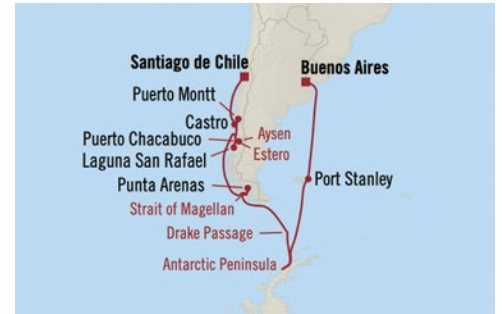 Santiago de Chile
Buenos Aires
Puerto Montt
Castro
Puerto Chacabuco
Aysen
Laguna San Rafael
Estero
Punta Arenas
Port Stanley
Strait of Magellan
Drake Passage
Antarctic Peninsula